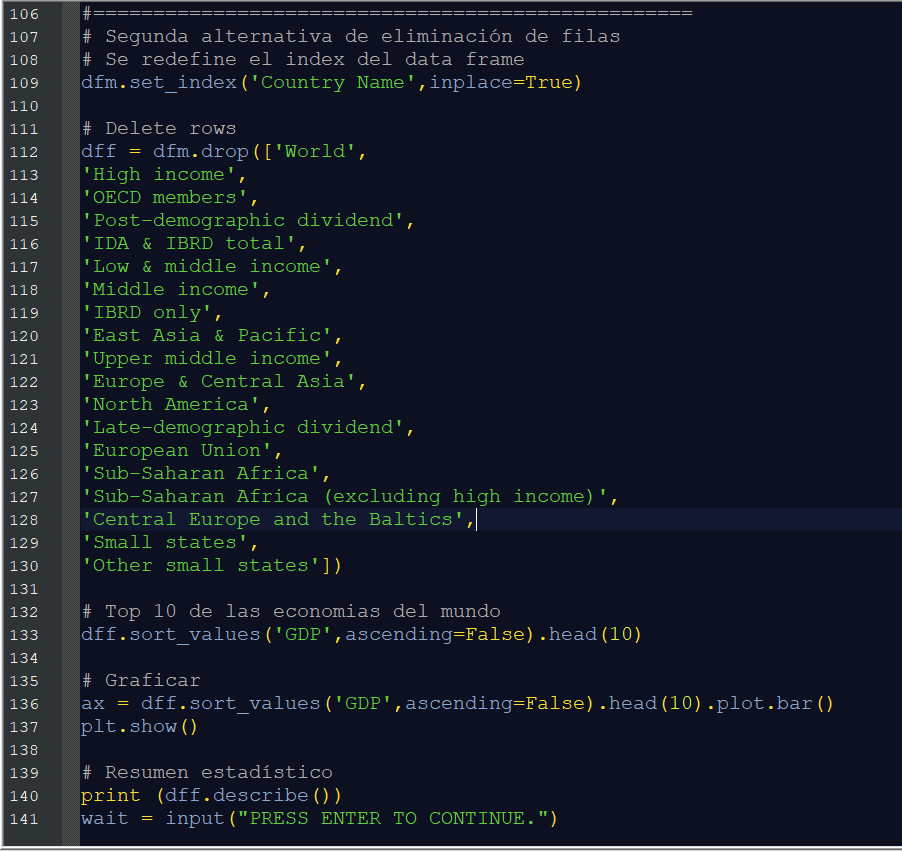 106 #==================================================
107 # Segunda alternativa de eliminación de filas
108 # Se redefine el index del data frame
109 dfm.set_index('Country Name',inplace=True)
110
111 # Delete rows
112 dff = dfm.drop(['World',
113 'High income',
114 'OECD members',
115 'Post-demographic dividend',
116 'IDA & IBRD total',
117 'Low & middle income',
118 'Middle income',
119 'IBRD only',
120 'East Asia & Pacific',
121 'Upper middle income',
122 'Europe & Central Asia',
123 'North America',
124 'Late-demographic dividend',
125 'European Union',
126 'Sub-Saharan Africa',
127 'Sub-Saharan Africa (excluding high income)',
128 'Central Europe and the Baltics',
129 'Small states',
130 'Other small states'])
131
132 # Top 10 de las economias del mundo
133 dff.sort_values('GDP',ascending=False).head(10)
134
135 # Graficar
136 ax = dff.sort_values('GDP',ascending=False).head(10).plot.bar()
137 plt.show()
138
139 # Resumen estadístico
140 print (dff.describe())
141 wait = input("PRESS ENTER TO CONTINUE.")